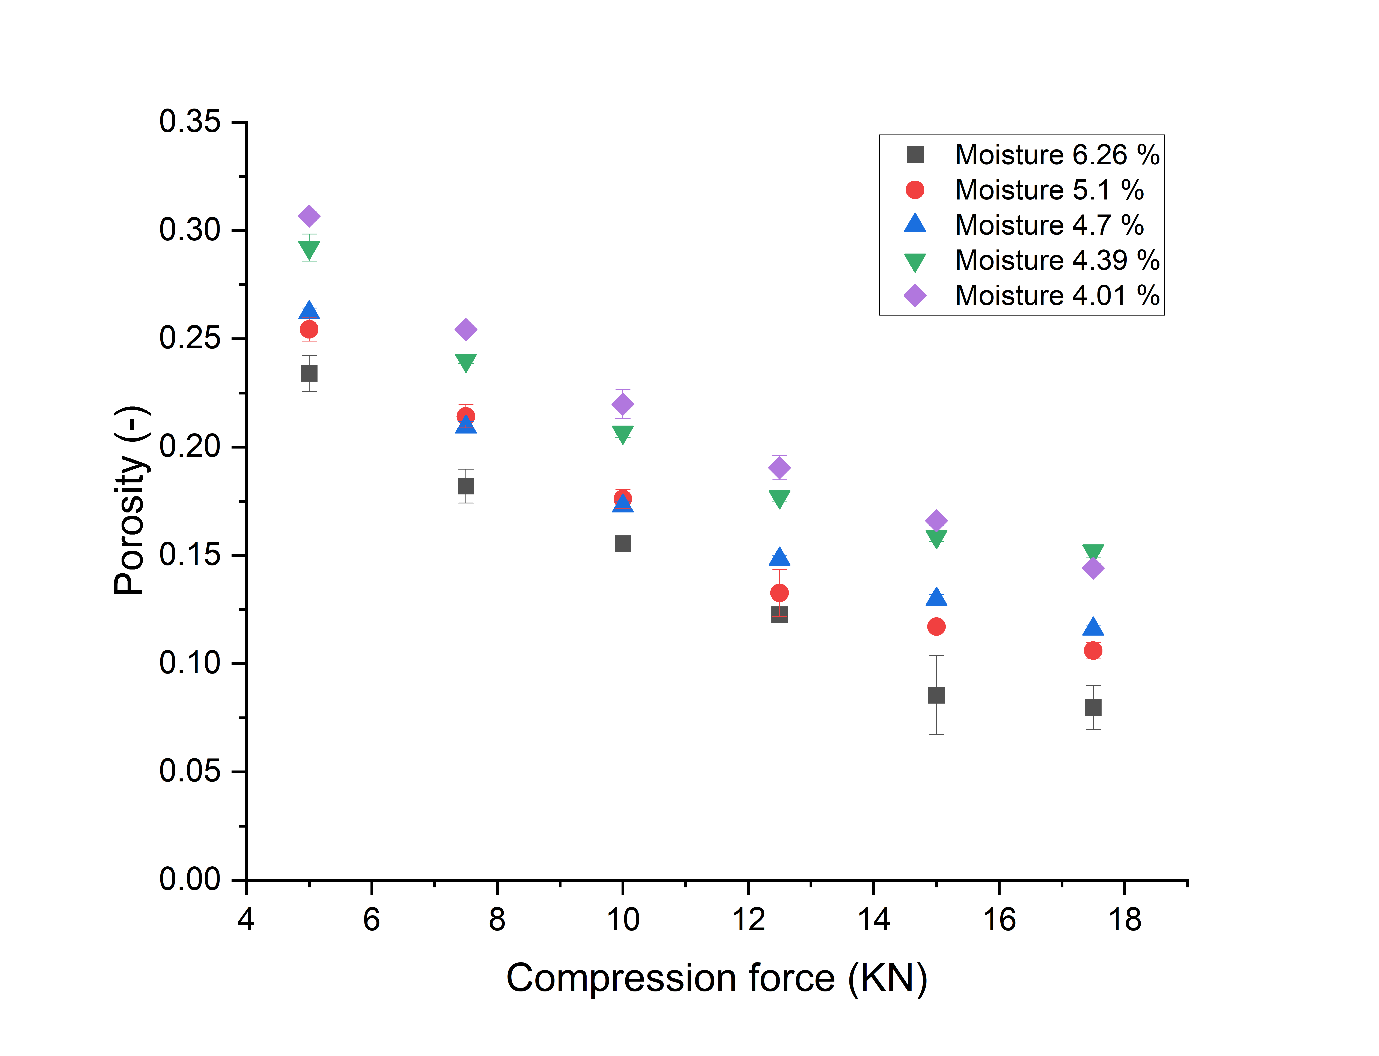 0.35
0.30
0.25
0.20
0.15
0.10
0.05
0.00
Porosity (-)
Moisture 6.26 %
Moisture 5.1 %
Moisture 4.7 %
Moisture 4.39 %
Moisture 4.01 %
4 6 8 10 12 14 16 18
Compression force (KN)